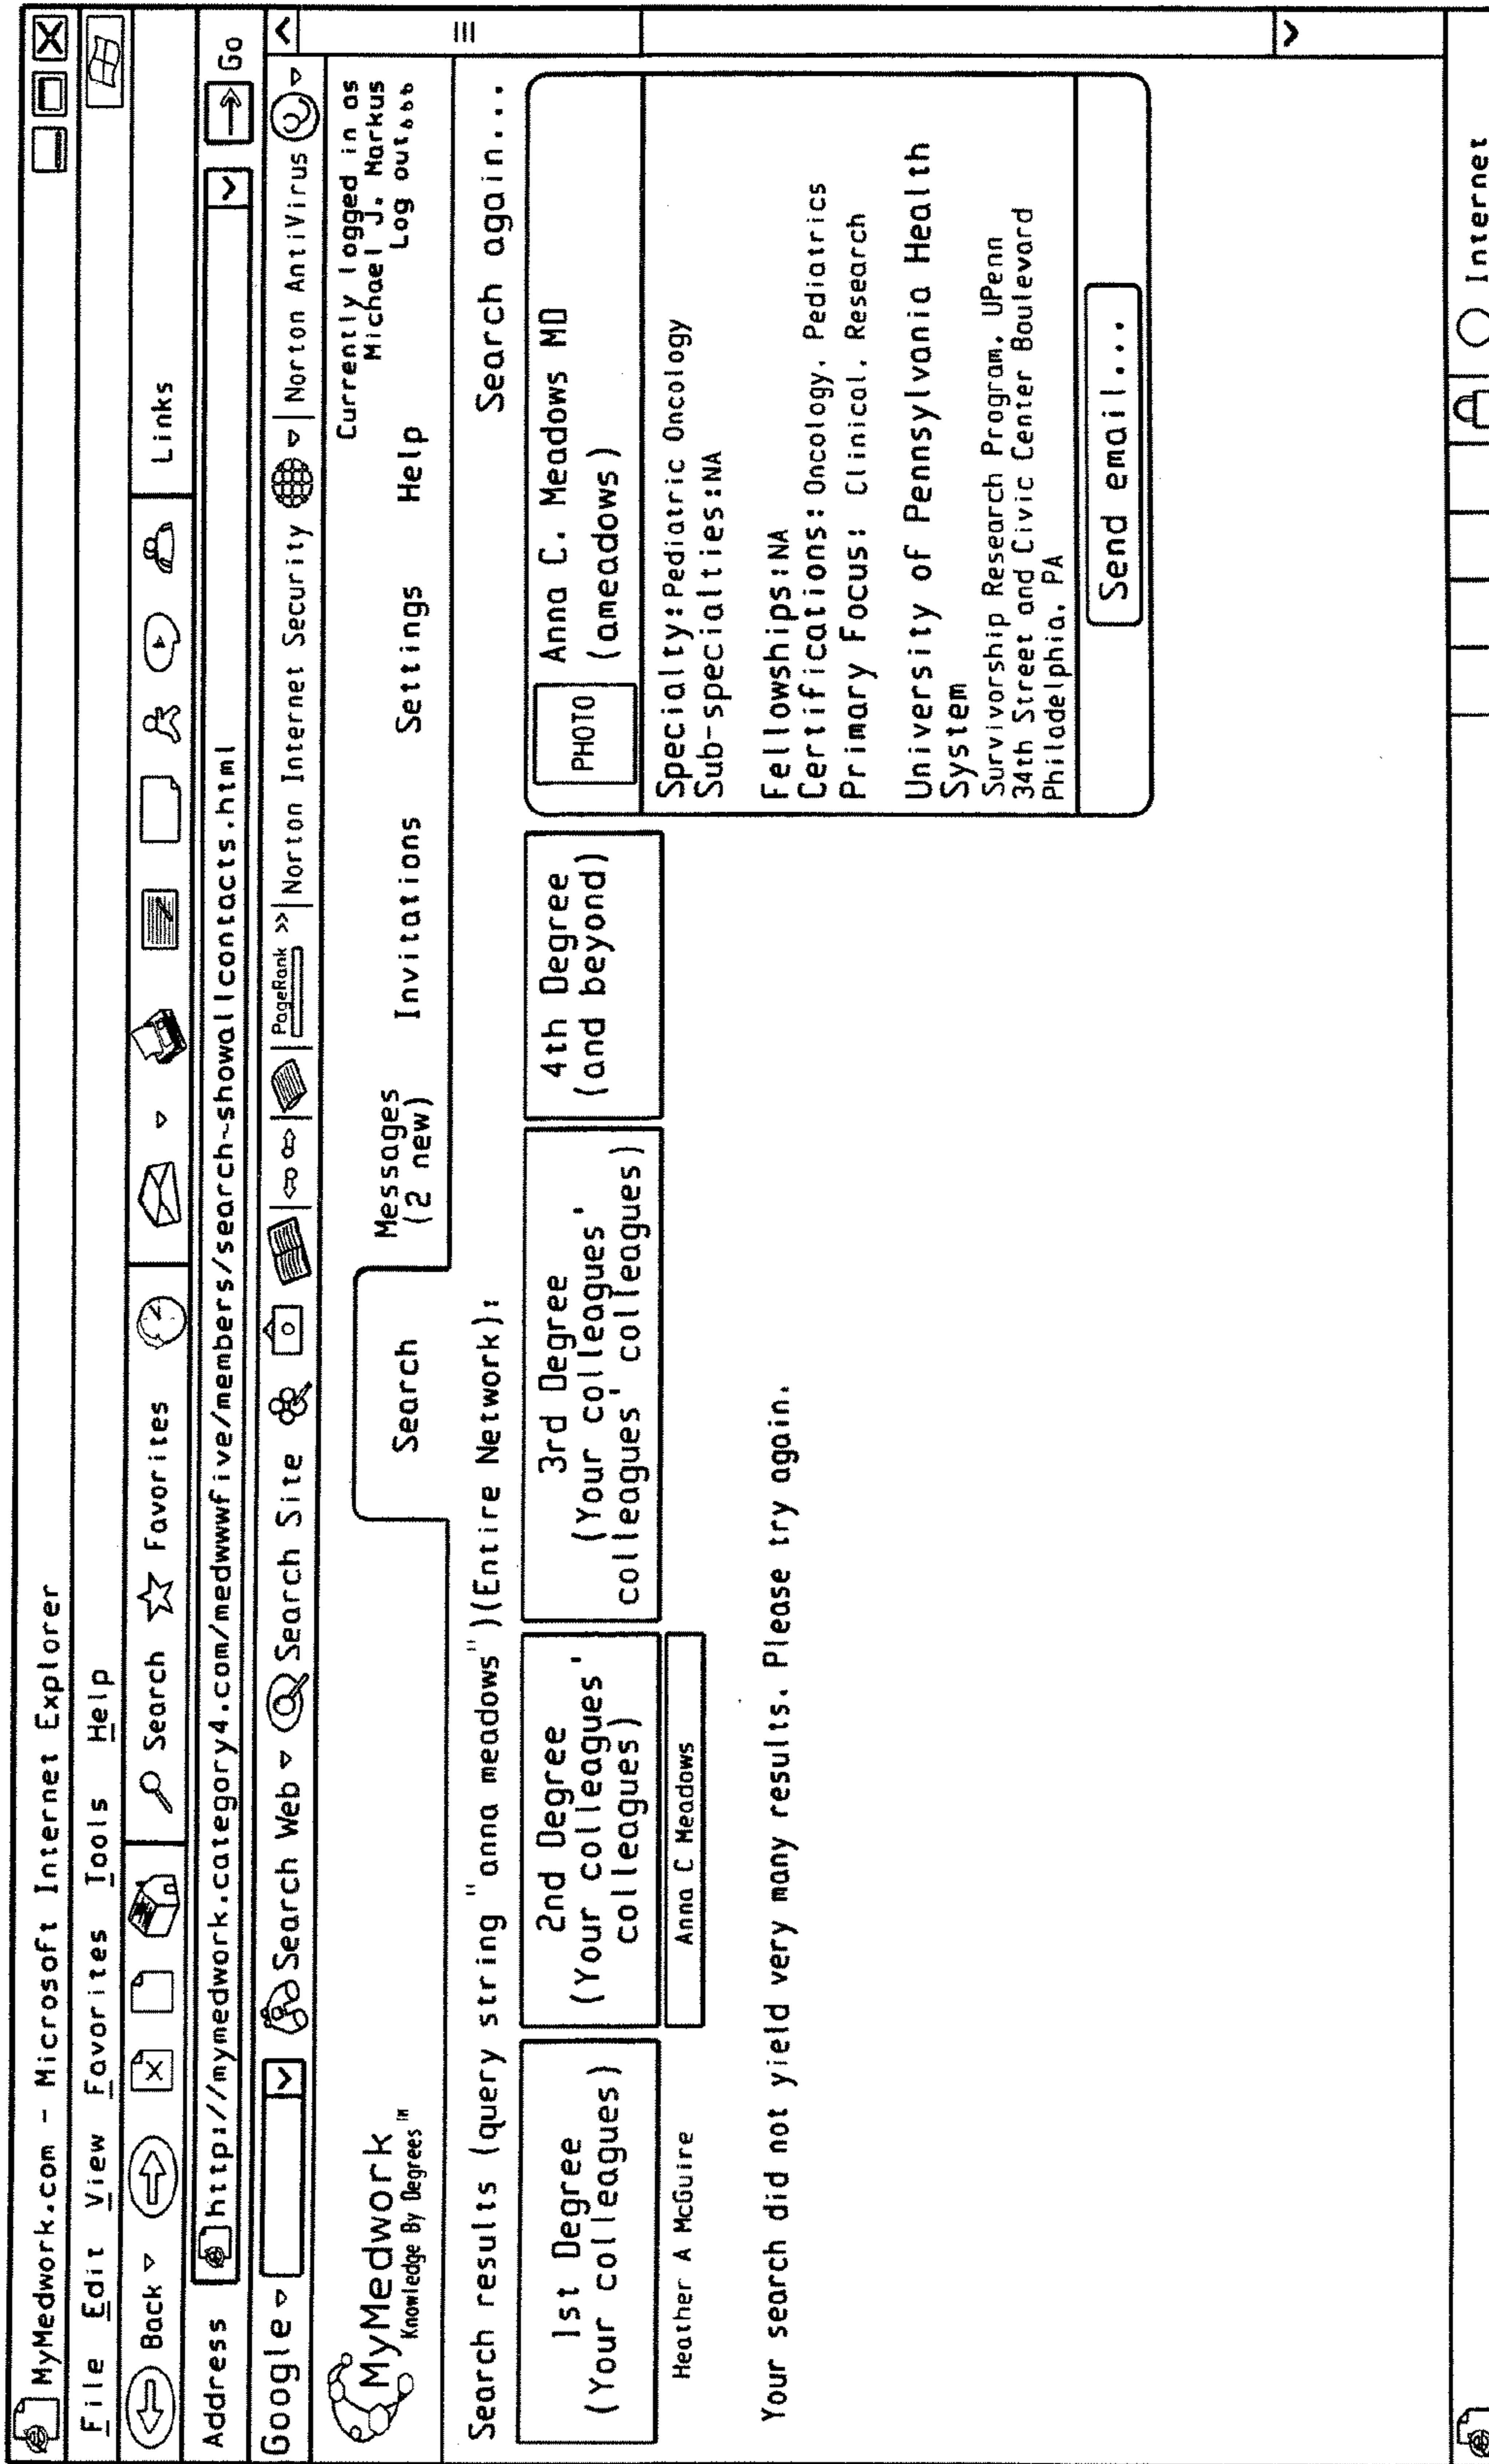 MyMedwork.com - Microsoft Internet Explorer
File Edit View Favorites Tools Help
Back Search Favorites Links
Address http://mymedwork.category4.com/medwwwfive/members/search-showallcontacts.html Go
Google Search Web Search Site PageRank >> Norton Internet Security Norton AntiVirus
MyMedwork
Knowledge By Degrees™
Currently logged in as
Michael J. Markus
Log out
Search
Messages
(2 new)
Invitations
Settings
Help
Search results (query string "anna meadows")(Entire Network):
Search again...
1st Degree
(Your colleagues)
2nd Degree
(Your colleagues'
colleagues)
3rd Degree
(Your colleagues'
colleagues' colleagues)
4th Degree
(and beyond)
Heather A McGuire
Anna C Meadows
Your search did not yield very many results. Please try again.
PHOTO
Anna C. Meadows MD
(ameadows)
Specialty:Pediatric Oncology
Sub-specialties:NA
Fellowships:NA
Certifications:Oncology, Pediatrics
Primary Focus: Clinical, Research
University of Pennsylvania Health
System
Survivorship Research Program, UPenn
34th Street and Civic Center Boulevard
Philadelphia, PA
Send email...
Internet